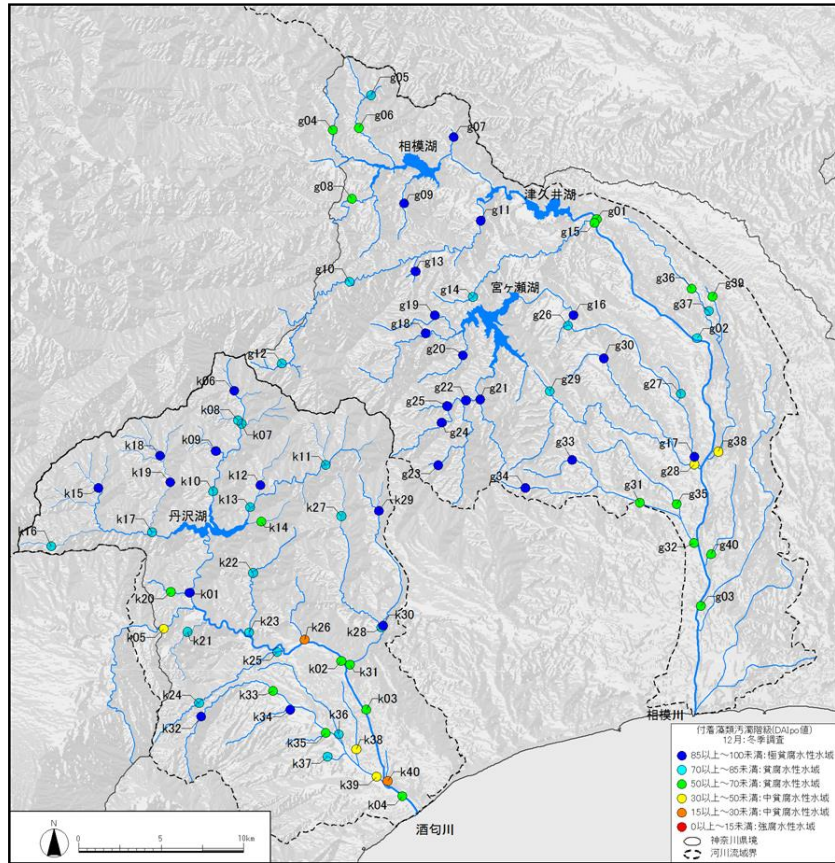 g05
g04
g06
g07
相模湖
g08
g09
津久井湖
g11
g01
g15
g13
g10
g14
宮ヶ瀬湖
g36
g39
g37
g19
g16
g26
g02
g18
g20
g30
g12
k06
g29
g27
g22
g21
g25
k08
k07
g24
k18
k09
k11
g33
g17
g38
g28
g23
k19
k12
k15
k10
k13
g34
k29
g31
g35
丹沢湖
k14
k27
k16
k17
g32
g40
k22
k20
k01
g03
k05
k21
k23
k26
k28
k30
k25
k02
k31
k24
k33
k03
k32
k34
k36
相模川
k35
k38
k37
k39
k40
k04
酒匂川
付着藻類汚濁階級(DAIpo値)
12月:冬季調査
85以上~100未満:極貧腐水性水域
70以上~85未満:貧腐水性水域
50以上~70未満:貧腐水性水域
30以上~50未満:中貧腐水性水域
15以上~30未満:中貧腐水性水域
0以上~15未満:強腐水性水域
神奈川県境
河川流域界
N
0 5 10km